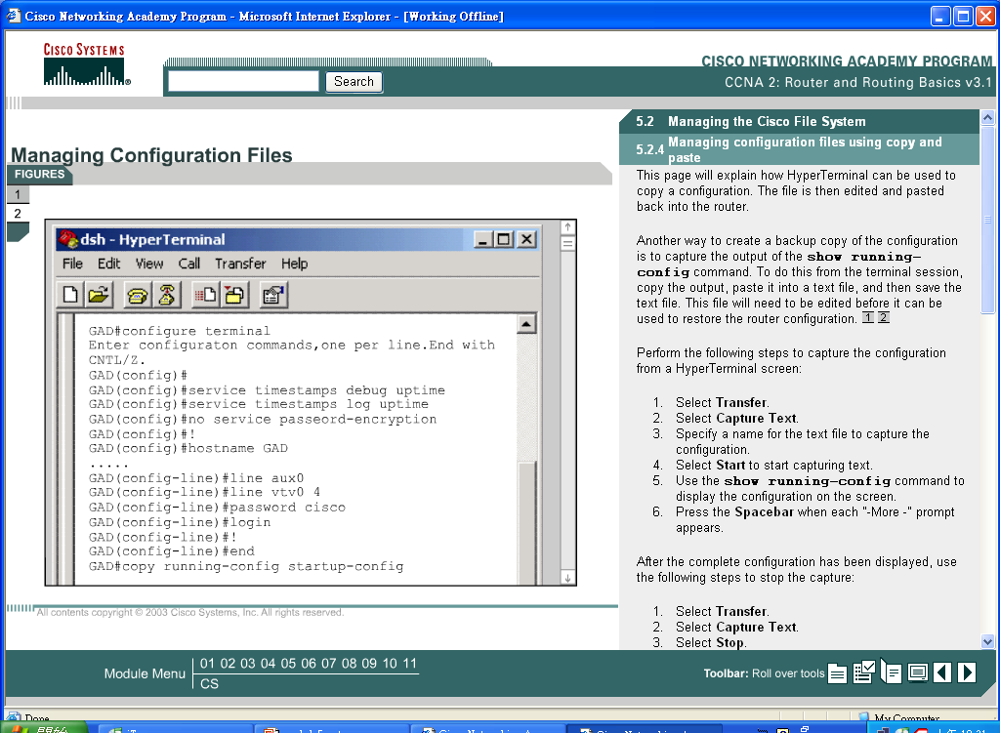 Cisco Networking Academy Program - Microsoft Internet Explorer - [Working Offline]
CISCO SYSTEMS
Search
CISCO NETWORKING ACADEMY PROGRAM
CCNA 2: Router and Routing Basics v3.1
Managing Configuration Files
FIGURES
1
2
dsh - HyperTerminal
File Edit View Call Transfer Help
GAD#configure terminal
Enter configuraton commands,one per line.End with
CNTL/Z.
GAD(config)#
GAD(config)#service timestamps debug uptime
GAD(config)#service timestamps log uptime
GAD(config)#no service passeord-encryption
GAD(config)#!
GAD(config)#hostname GAD
.....
GAD(config-line)#line aux0
GAD(config-line)#line vtv0 4
GAD(config-line)#password cisco
GAD(config-line)#login
GAD(config-line)#!
GAD(config-line)#end
GAD#copy running-config startup-config
All contents copyright © 2003 Cisco Systems, Inc. All rights reserved.
5.2 Managing the Cisco File System
5.2.4 Managing configuration files using copy and
paste
This page will explain how HyperTerminal can be used to
copy a configuration. The file is then edited and pasted
back into the router.
Another way to create a backup copy of the configuration
is to capture the output of the show running-
config command. To do this from the terminal session,
copy the output, paste it into a text file, and then save the
text file. This file will need to be edited before it can be
used to restore the router configuration. 1 2
Perform the following steps to capture the configuration
from a HyperTerminal screen:
1. Select Transfer.
2. Select Capture Text.
3. Specify a name for the text file to capture the
configuration.
4. Select Start to start capturing text.
5. Use the show running-config command to
display the configuration on the screen.
6. Press the Spacebar when each "-More -" prompt
appears.
After the complete configuration has been displayed, use
the following steps to stop the capture:
1. Select Transfer.
2. Select Capture Text.
3. Select Stop.
Module Menu
01 02 03 04 05 06 07 08 09 10 11
CS
Toolbar: Roll over tools
Done
My Computer
開始